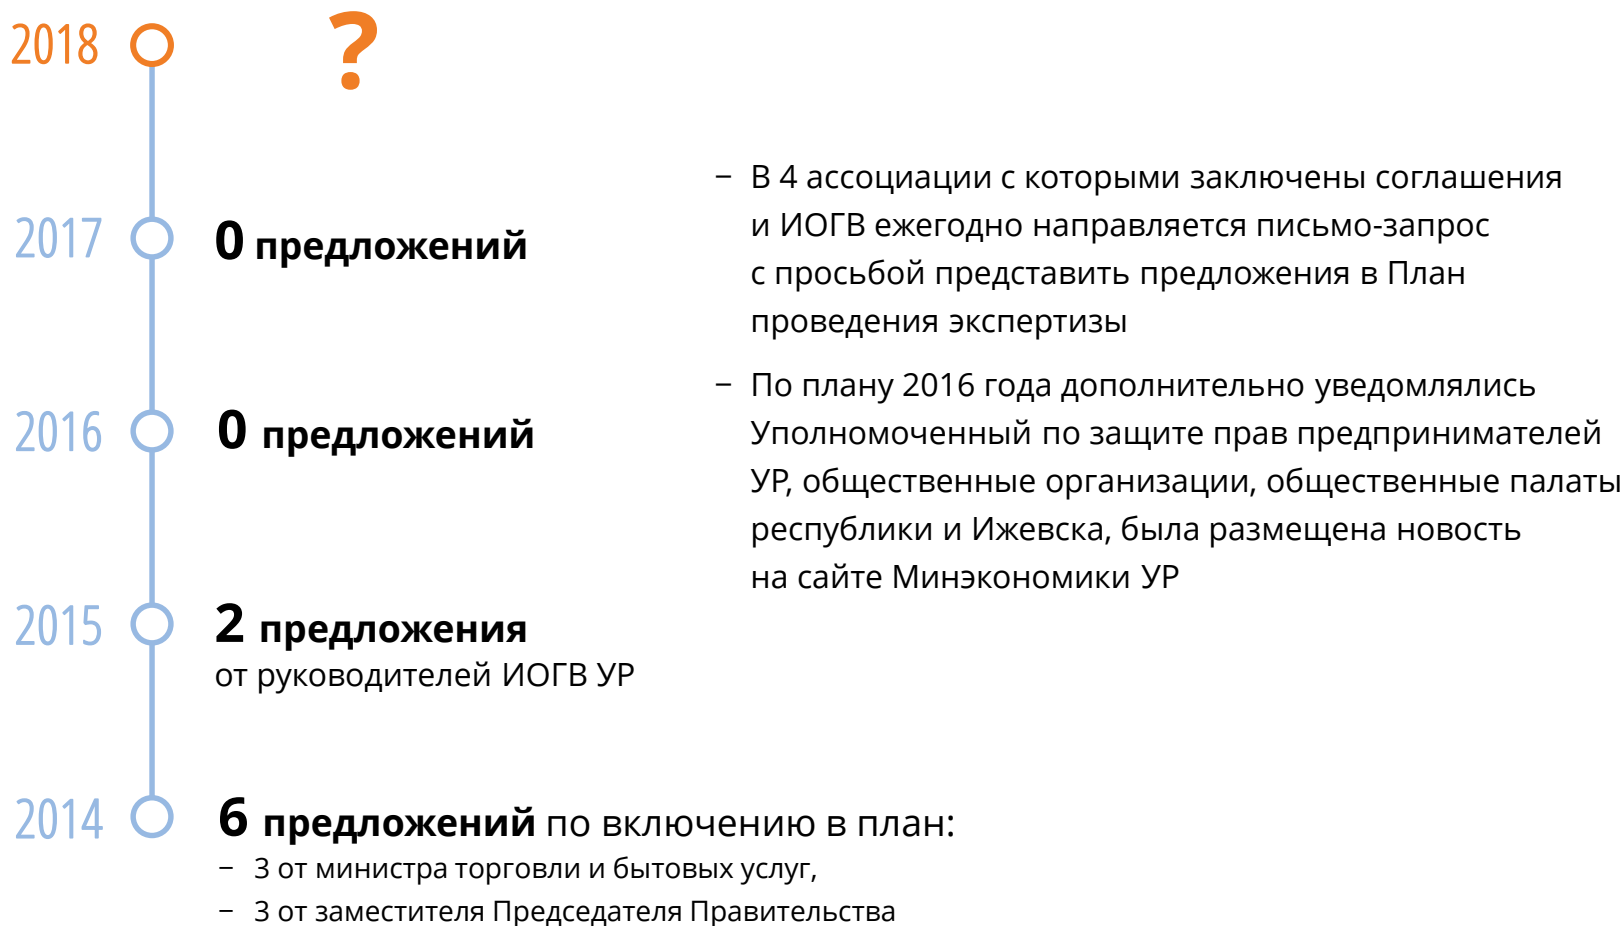 2018
?
2017
0 предложений
– В 4 ассоциации с которыми заключены соглашения
и ИОГВ ежегодно направляется письмо-запрос
с просьбой представить предложения в План
проведения экспертизы
– По плану 2016 года дополнительно уведомлялись
Уполномоченный по защите прав предпринимателей
УР, общественные организации, общественные палаты
республики и Ижевска, была размещена новость
на сайте Минэкономики УР
2016
0 предложений
2015
2 предложения
от руководителей ИОГВ УР
2014
6 предложений по включению в план:
– 3 от министра торговли и бытовых услуг,
– 3 от заместителя Председателя Правительства